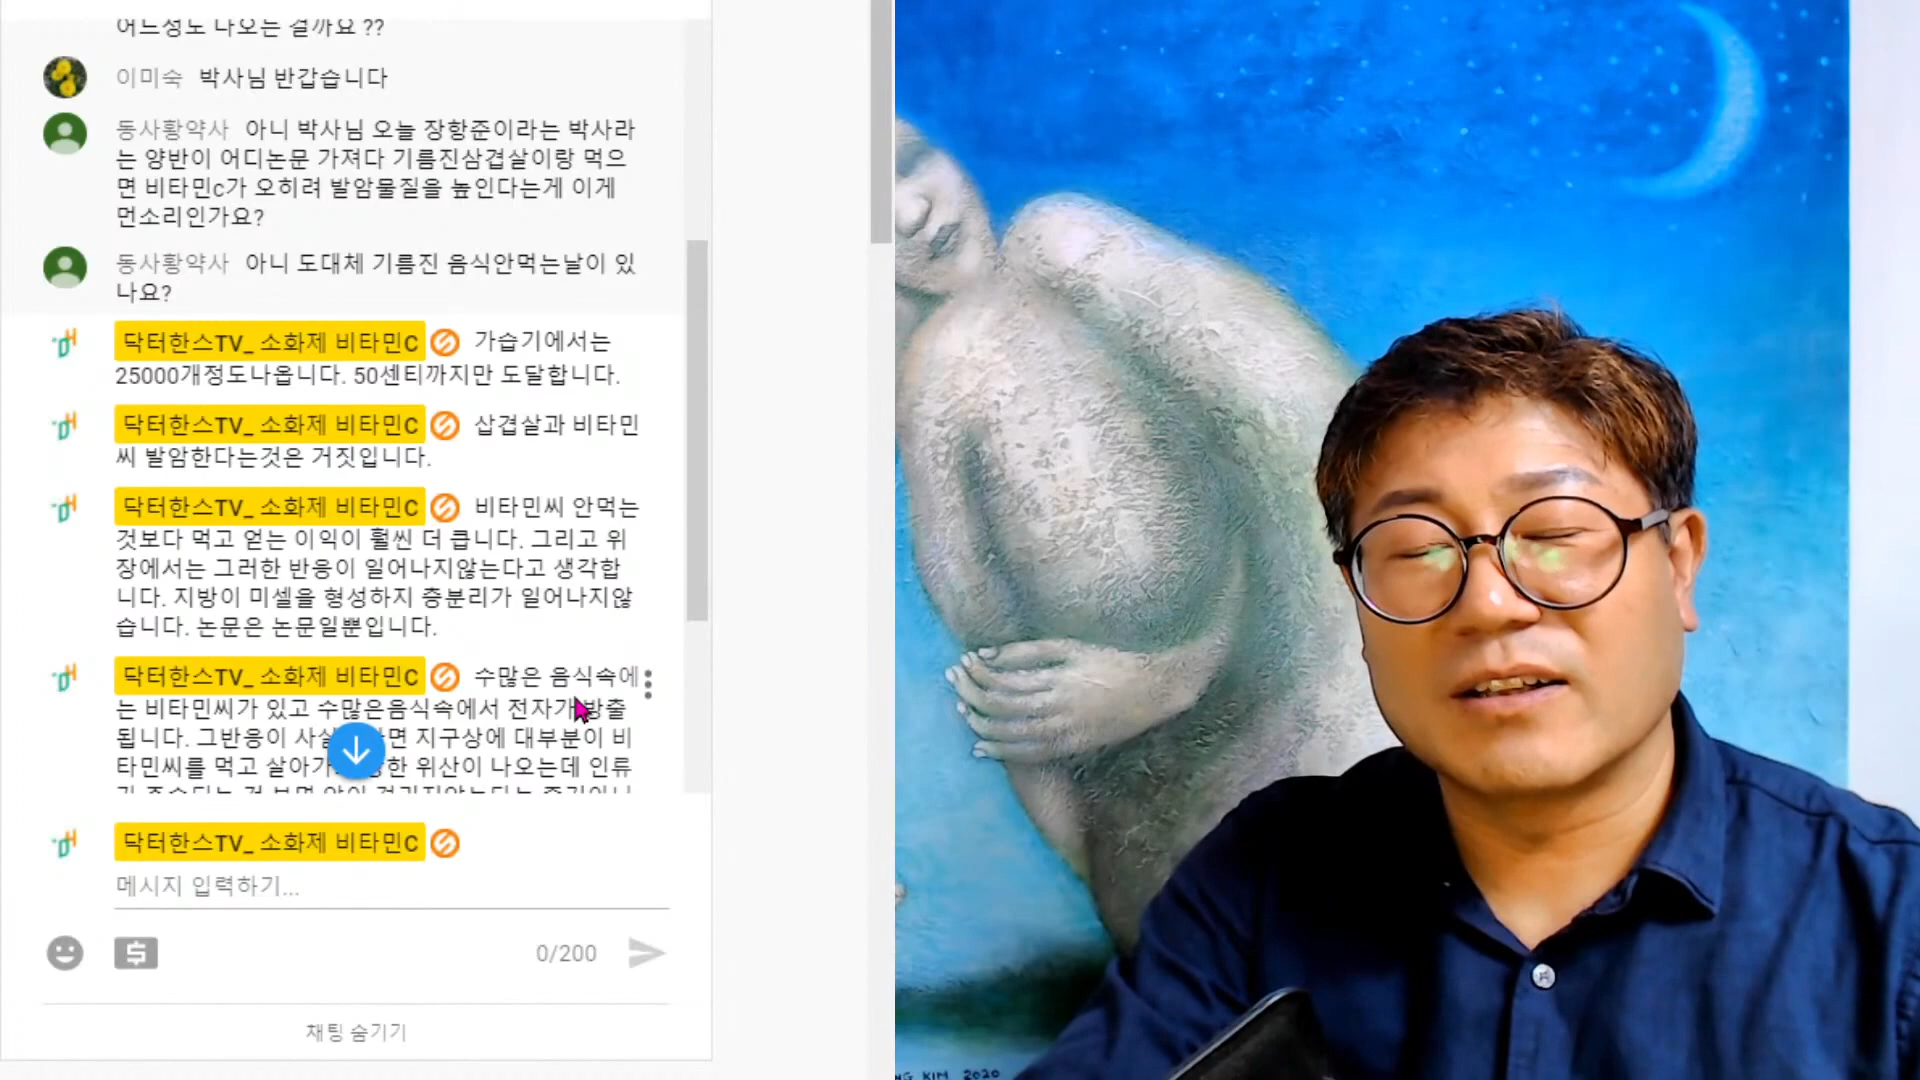 어느정도 나오는 걸까요 ??
이미숙 박사님 반갑습니다
동사황약사 아니 박사님 오늘 장항준이라는 박사라
는 양반이 어디논문 가져다 기름진삼겹살이랑 먹으
면 비타민c가 오히려 발암물질을 높인다는게 이게
먼소리인가요?
동사황약사 아니 도대체 기름진 음식안먹는날이 있
나요?
닥터한스TV_ 소화제 비타민C 가습기에서는
25000개정도나옵니다. 50센티까지만 도달합니다.
닥터한스TV_ 소화제 비타민C 삽겹살과 비타민
씨 발암한다는것은 거짓입니다.
닥터한스TV_ 소화제 비타민C 비타민씨 안먹는
것보다 먹고 얻는 이익이 훨씬 더 큽니다. 그리고 위
장에서는 그러한 반응이 일어나지않는다고 생각합
니다. 지방이 미셀을 형성하지 층분리가 일어나지않
습니다. 논문은 논문일뿐입니다.
닥터한스TV_ 소화제 비타민C 수많은 음식속에
는 비타민씨가 있고 수많은음식속에서 전자가 방출
됩니다. 그반응이 면 지구상에 대부분이 비
타민씨를 먹고 한 위산이 나오는데 인류
닥터한스TV_ 소화제 비타민C
메시지 입력하기...
0/200
채팅 숨기기
NG KIM 2020